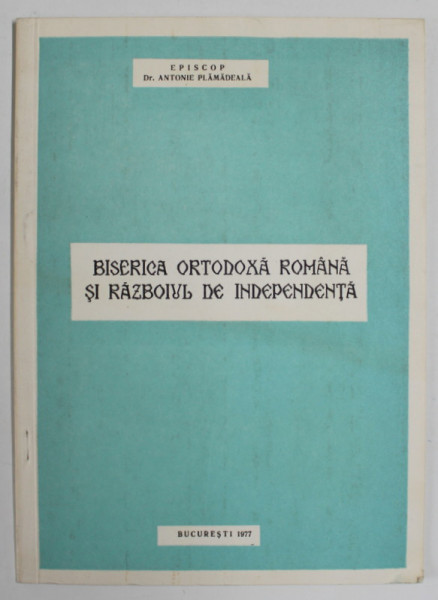 EPISCOP
Dr. ANTONIE PLĂMĂDEALĂ
BISERICA ORTODOXĂ ROMÂNĂ
ȘI RĂZBOIUL DE INDEPENDENȚĂ
BUCUREȘTI 1977